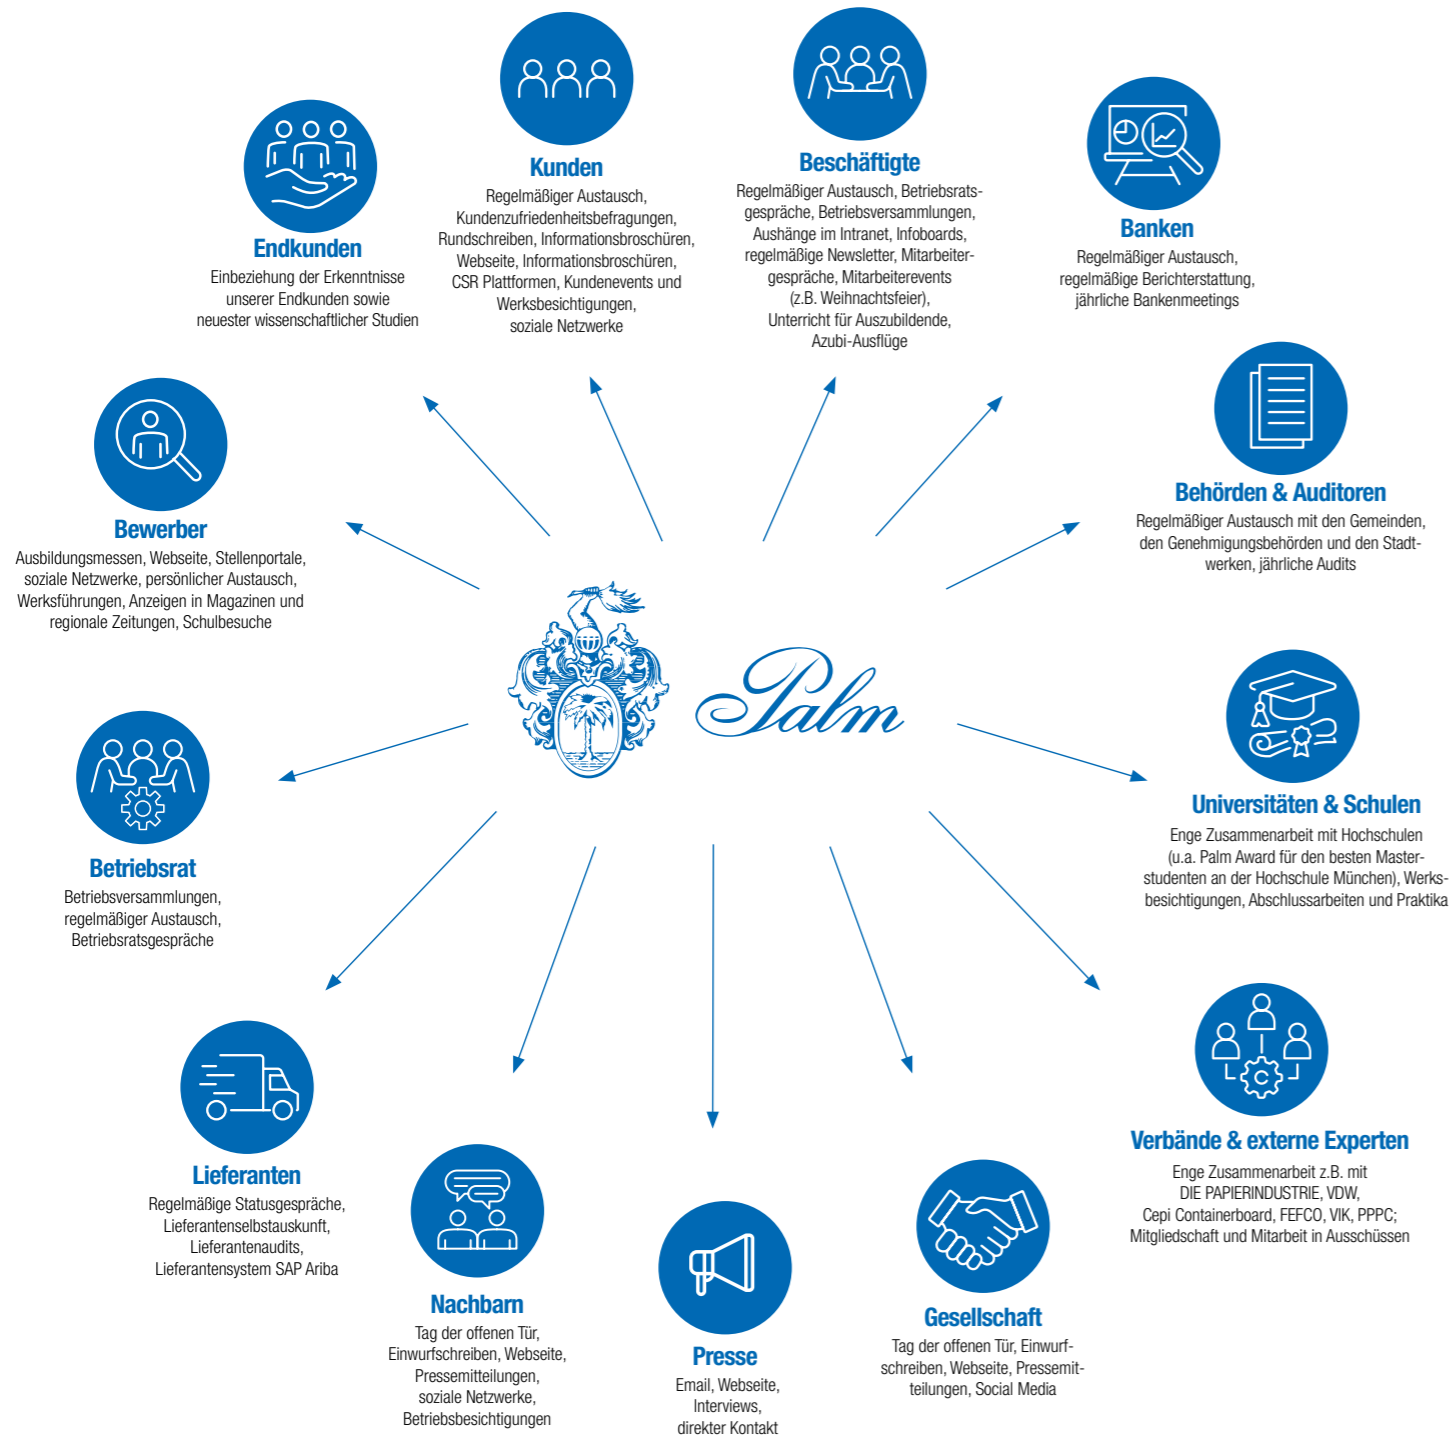 Kunden
Regelmäßiger Austausch,
Kundenzufriedenheitsbefragungen,
Rundschreiben, Informationsbroschüren,
Webseite, Informationsbroschüren,
CSR Plattformen, Kundenevents und
Werksbesichtigungen,
soziale Netzwerke
Beschäftigte
Regelmäßiger Austausch, Betriebsrats-
gespräche, Betriebsversammlungen,
Aushänge im Intranet, Infoboards,
regelmäßige Newsletter, Mitarbeiter-
gespräche, Mitarbeiterevents
(z.B. Weihnachtsfeier),
Unterricht für Auszubildende,
Azubi-Ausflüge
Endkunden
Einbeziehung der Erkenntnisse
unserer Endkunden sowie
neuester wissenschaftlicher Studien
Banken
Regelmäßiger Austausch,
regelmäßige Berichterstattung,
jährliche Bankenmeetings
Bewerber
Ausbildungsmessen, Webseite, Stellenportale,
soziale Netzwerke, persönlicher Austausch,
Werksführungen, Anzeigen in Magazinen und
regionale Zeitungen, Schulbesuche
Behörden & Auditoren
Regelmäßiger Austausch mit den Gemeinden,
den Genehmigungsbehörden und den Stadt-
werken, jährliche Audits
Palm
Betriebsrat
Betriebsversammlungen,
regelmäßiger Austausch,
Betriebsratsgespräche
Universitäten & Schulen
Enge Zusammenarbeit mit Hochschulen
(u.a. Palm Award für den besten Master-
studenten an der Hochschule München), Werks-
besichtigungen, Abschlussarbeiten und Praktika
Lieferanten
Regelmäßige Statusgespräche,
Lieferantenselbstauskunft,
Lieferantenaudits,
Lieferantensystem SAP Ariba
C
Verbände & externe Experten
Enge Zusammenarbeit z.B. mit
DIE PAPIERINDUSTRIE, VDW,
Cepi Containerboard, FEFCO, VIK, PPPC;
Mitgliedschaft und Mitarbeit in Ausschüssen
Nachbarn
Tag der offenen Tür,
Einwurfschreiben, Webseite,
Pressemitteilungen,
soziale Netzwerke,
Betriebsbesichtigungen
Presse
Email, Webseite,
Interviews,
direkter Kontakt
Gesellschaft
Tag der offenen Tür, Einwurf-
schreiben, Webseite, Pressemit-
teilungen, Social Media